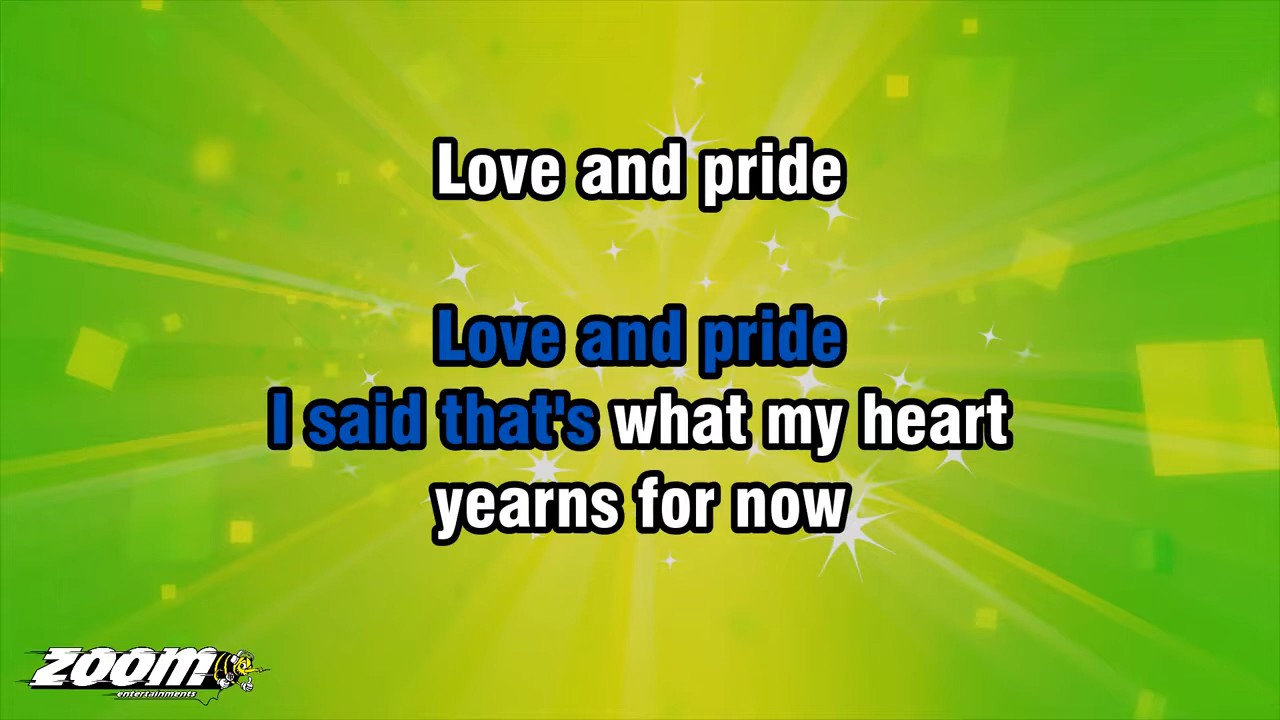 Love and pride
Love and pride
I said that's what my heart
yearns for now
zoom
entertainments